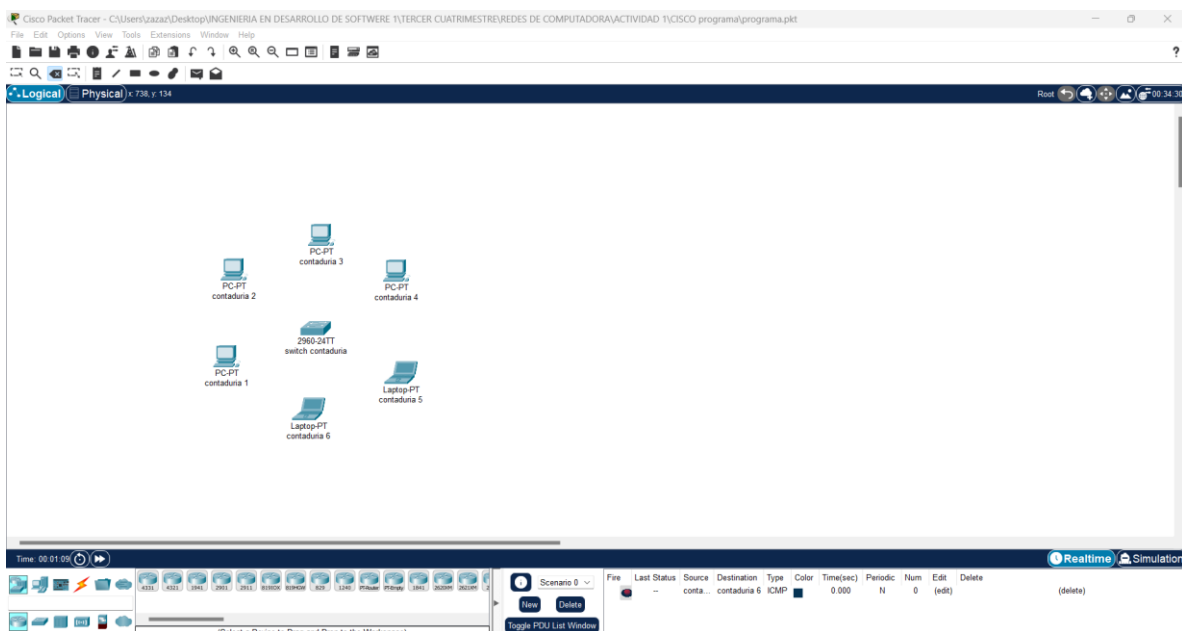 Cisco Packet Tracer - C:\Users\zazaz\Desktop\INGENIERIA EN DESARROLLO DE SOFTWERE 1\TERCER CUATRIMESTRE\REDES DE COMPUTADORA\ACTIVIDAD 1\CISCO programa\programa.pkt
File Edit Options View Tools Extensions Window Help
?
Logical Physical x: 738, y: 134 Root 00:34:30
PC-PT
contaduria 3
PC-PT
contaduria 2
PC-PT
contaduria 4
2960-24TT
switch contaduria
PC-PT
contaduria 1
Laptop-PT
contaduria 5
Laptop-PT
contaduria 6
Time: 00:01:09 Realtime Simulation
4331 4321 1941 2901 2911 819IOX 819HGW 829 1240 PT-Router PT-Empty 1841 2620XM 2621XM 2
Scenario 0
New Delete
Toggle PDU List Window
Fire Last Status Source Destination Type Color Time(sec) Periodic Num Edit Delete
-- conta... contaduria 6 ICMP 0.000 N 0 (edit) (delete)